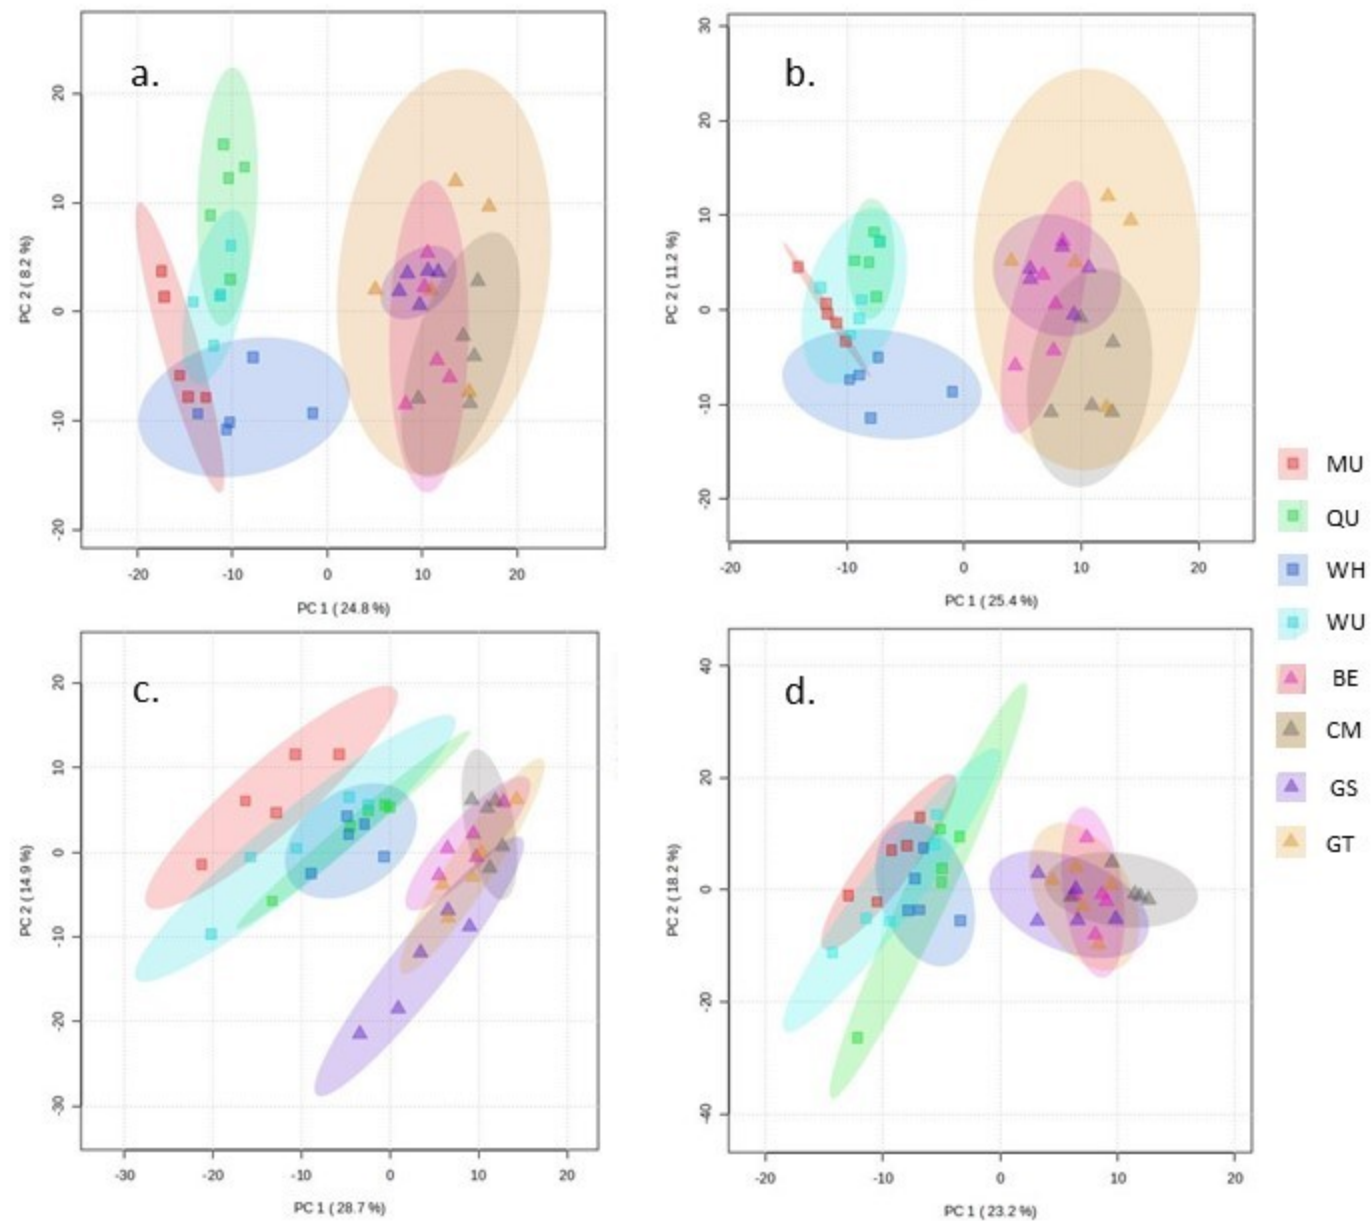 a.
20
10
0
-10
-20
PC 2 ( 8.2 %)
-20 -10 0 10 20
PC 1 ( 24.8 %)
b.
30
20
10
0
-10
-20
PC 2 ( 11.2 %)
-20 -10 0 10 20
PC 1 ( 25.4 %)
c.
20
10
0
-10
-20
-30
PC 2 ( 14.9 %)
-30 -20 -10 0 10 20
PC 1 ( 28.7 %)
d.
40
20
0
-20
-40
PC 2 ( 18.2 %)
-20 -10 0 10 20
PC 1 ( 23.2 %)
MU
QU
WH
WU
BE
CM
GS
GT